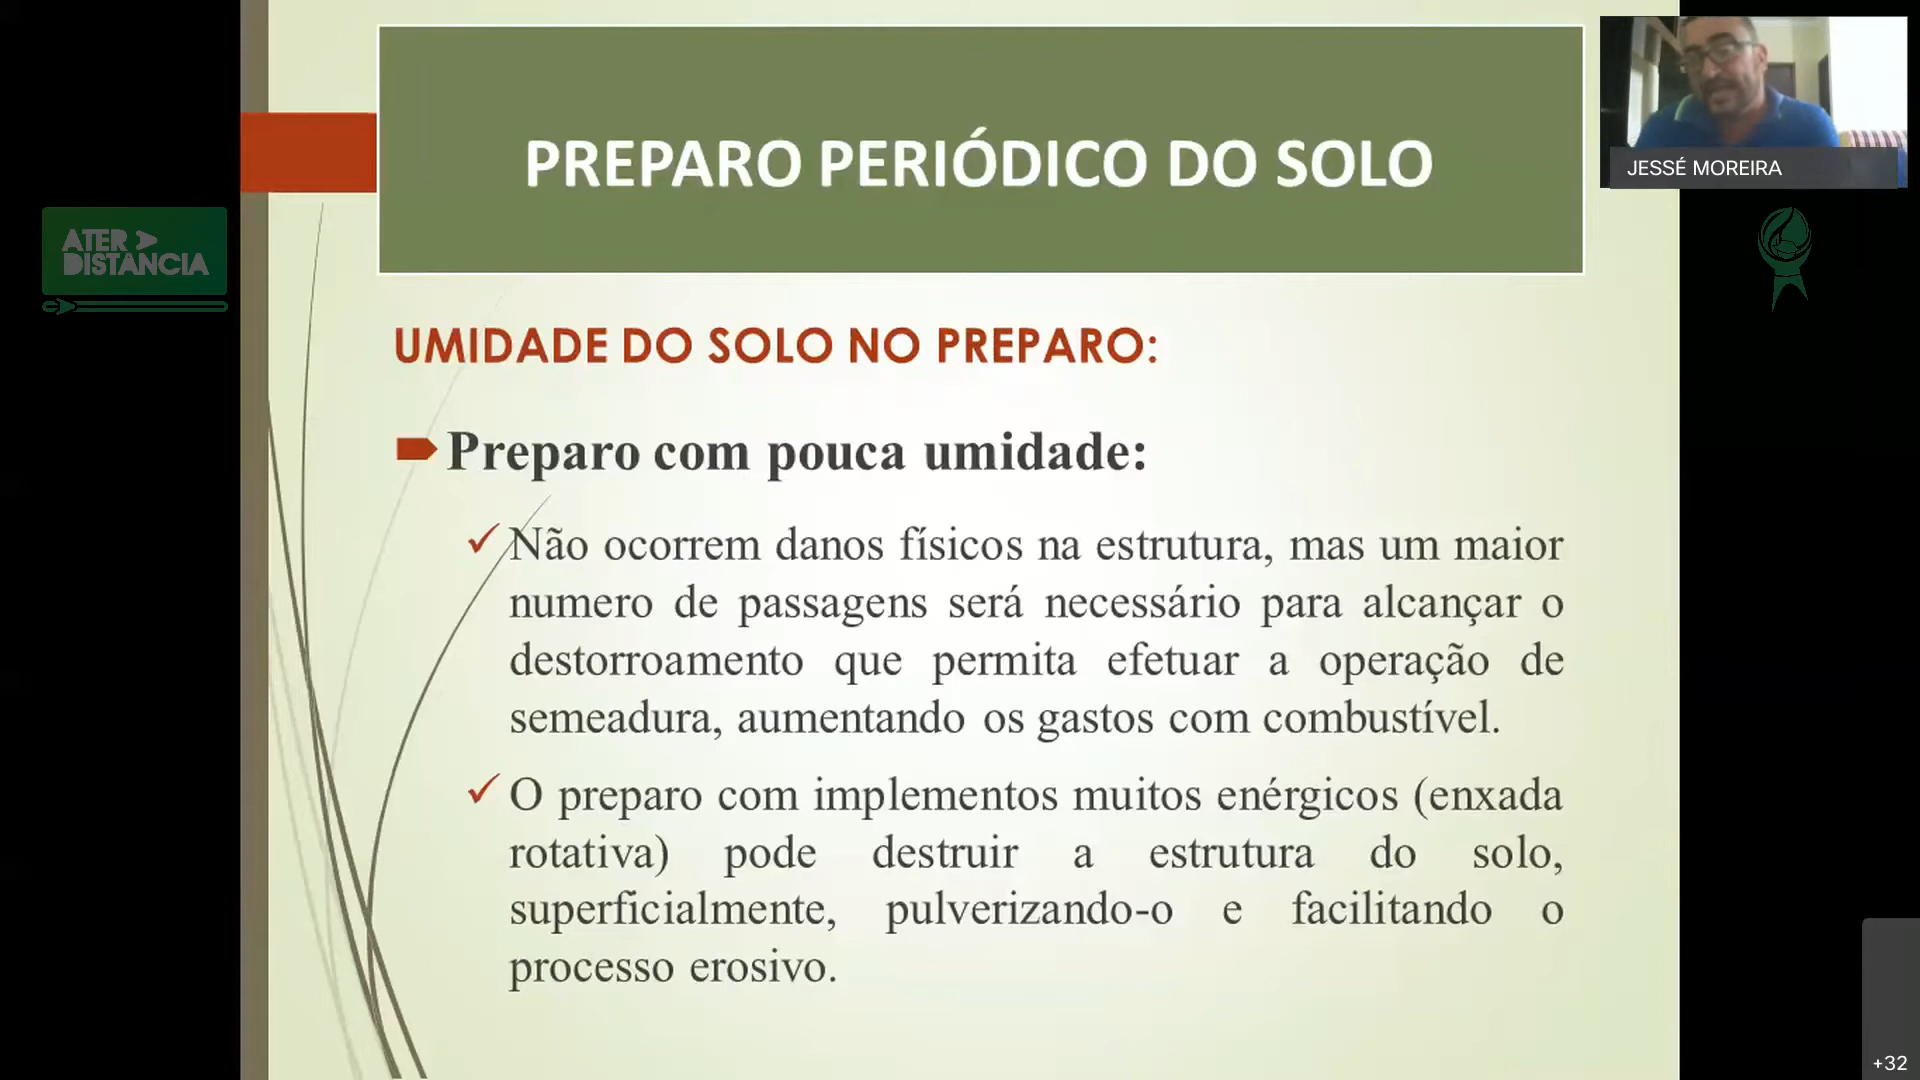 PREPARO PERIÓDICO DO SOLO
JESSÉ MOREIRA
ATER
DISTANCIA
UMIDADE DO SOLO NO PREPARO:
Preparo com pouca umidade:
Não ocorrem danos físicos na estrutura, mas um maior
numero de passagens será necessário para alcançar o
destorroamento que permita efetuar a operação de
semeadura, aumentando os gastos com combustível.
O preparo com implementos muitos enérgicos (enxada
rotativa) pode destruir a estrutura do solo,
superficialmente, pulverizando-o e facilitando o
processo erosivo.
+32